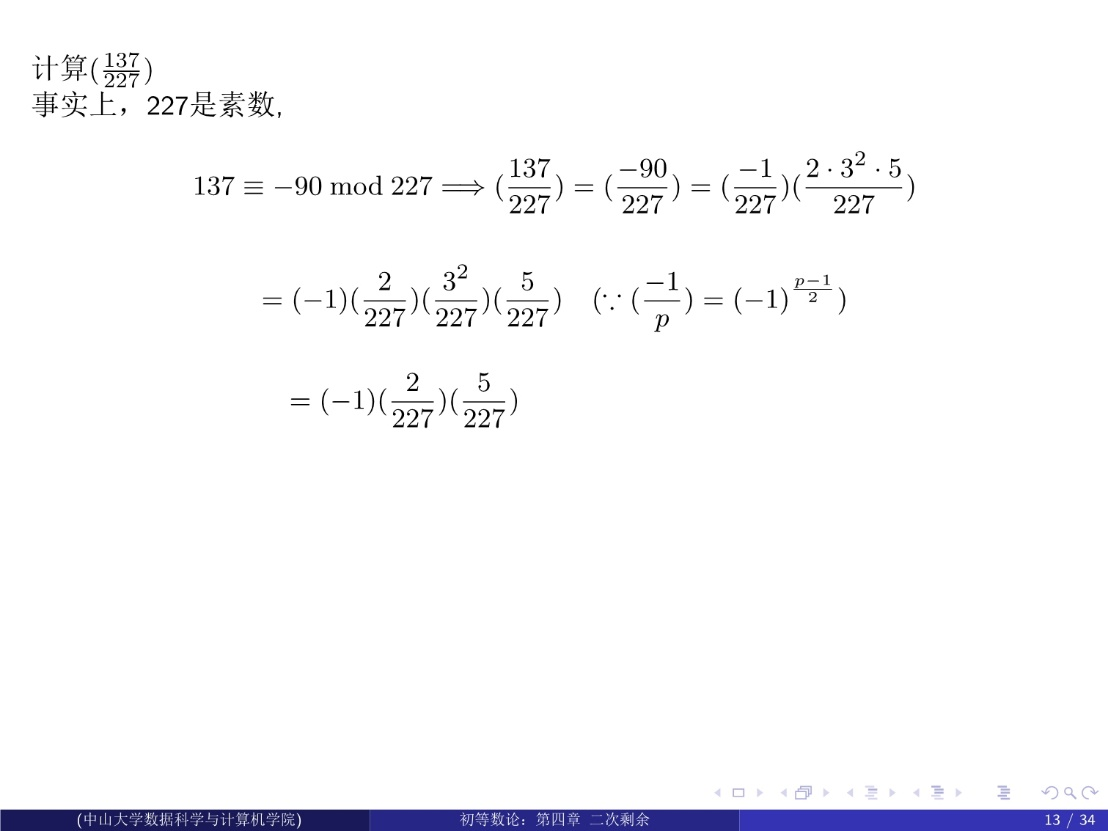 计算(137/227)
事实上，227是素数,
137 ≡ −90 mod 227 ⟹ (137/227) = (−90/227) = (−1/227)(2 · 3² · 5/227)
= (−1)(2/227)(3²/227)(5/227) (∵ (−1/p) = (−1)^((p−1)/2))
= (−1)(2/227)(5/227)
(中山大学数据科学与计算机学院) 初等数论：第四章 二次剩余 13 / 34